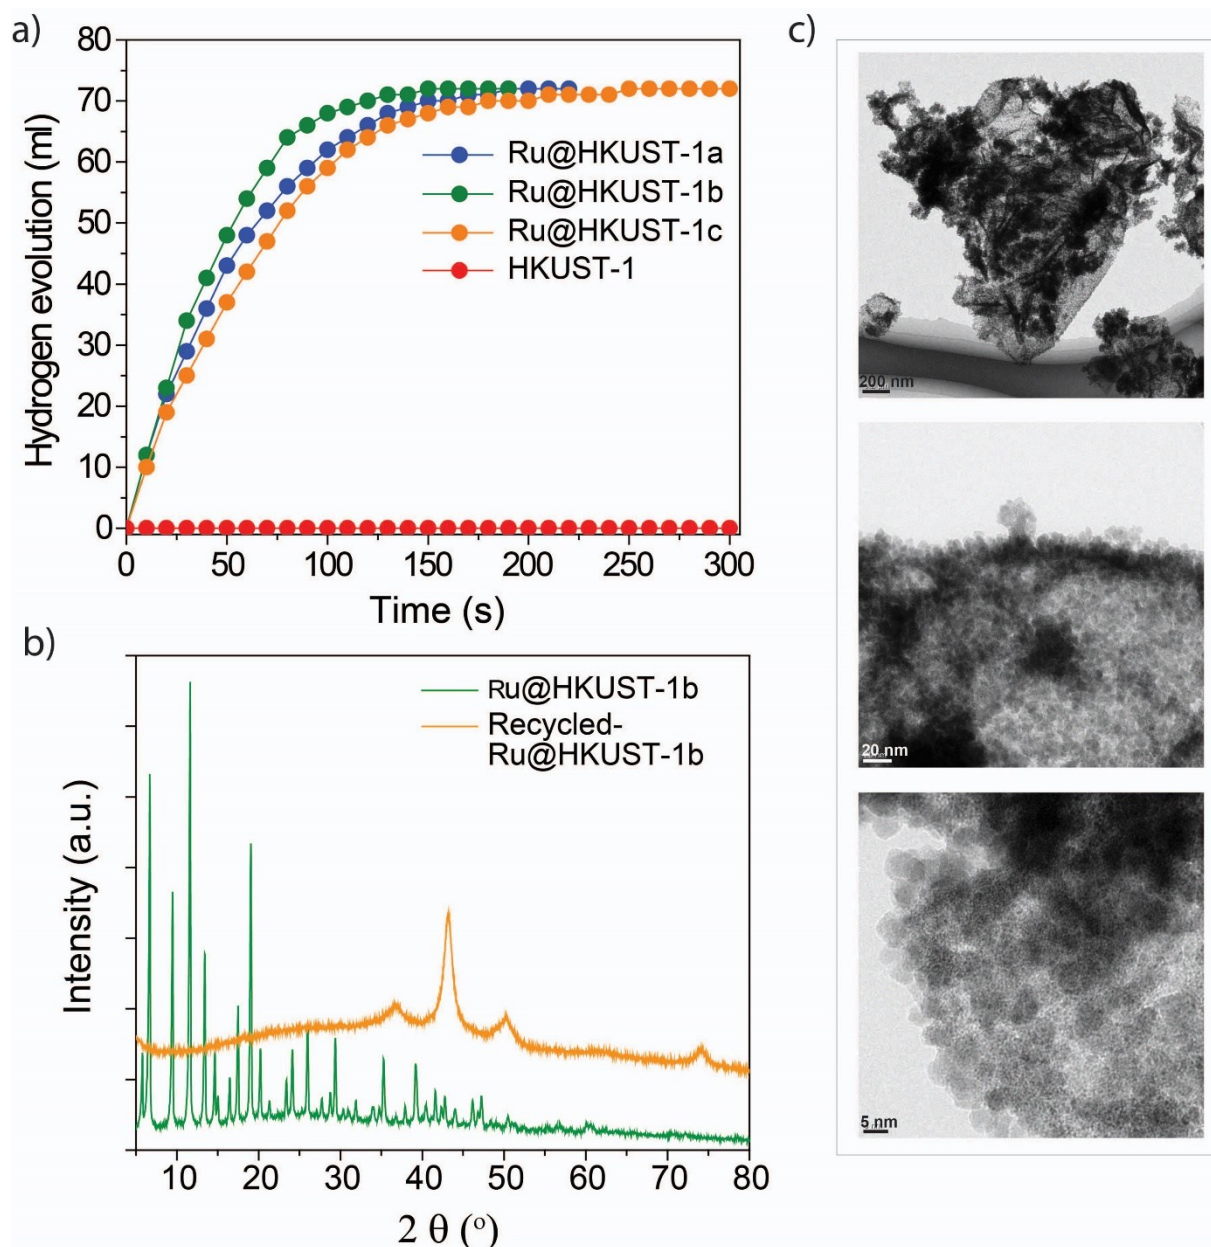 a)
80
70
60
50
40
30
20
10
0
Hydrogen evolution (ml)
Ru@HKUST-1a
Ru@HKUST-1b
Ru@HKUST-1c
HKUST-1
0 50 100 150 200 250 300
Time (s)
b)
Intensity (a.u.)
Ru@HKUST-1b
Recycled-
Ru@HKUST-1b
10 20 30 40 50 60 70 80
2 θ (º)
c)
200 nm
20 nm
5 nm